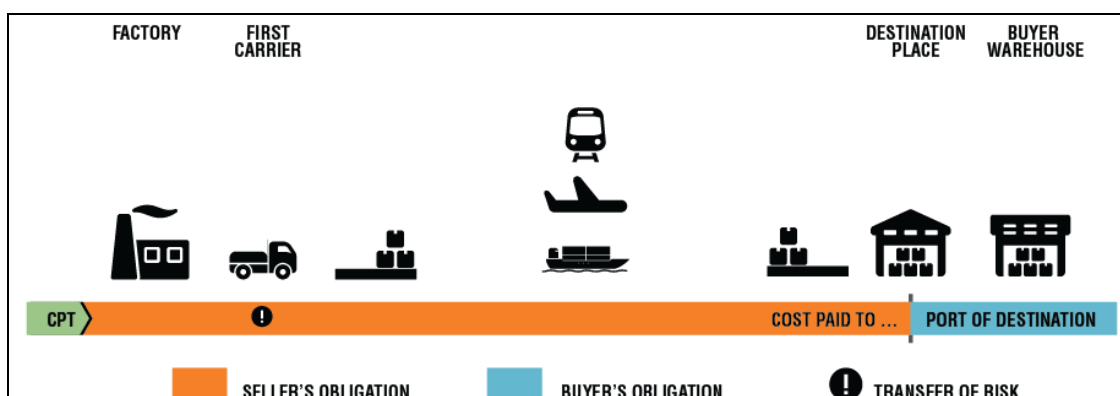 FACTORY
FIRST
CARRIER
DESTINATION
PLACE
BUYER
WAREHOUSE
CPT
!
COST PAID TO ...
PORT OF DESTINATION
SELLER'S OBLIGATION
BUYER'S OBLIGATION
!
TRANSFER OF RISK